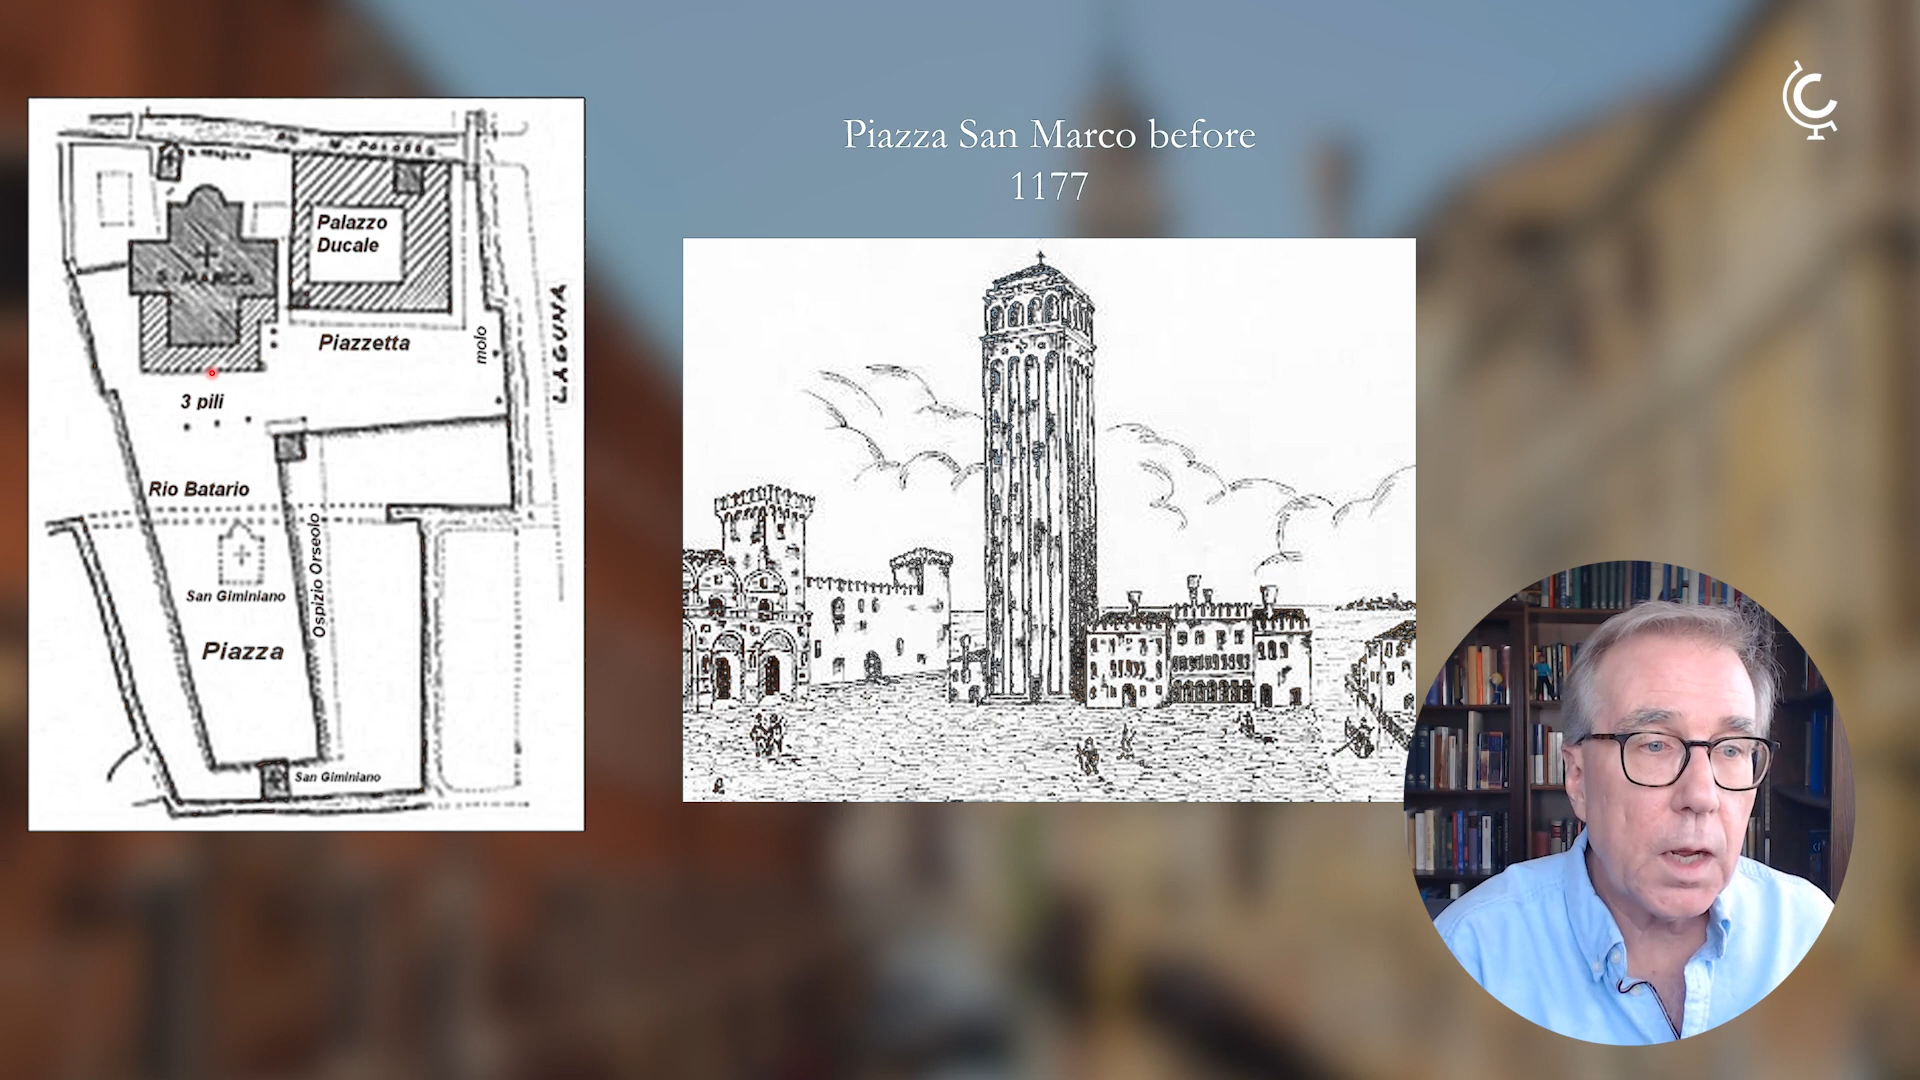 Piazza San Marco before
1177
Palazzo
Ducale
S. MARCO
Piazzetta
molo
LAGUNA
3 pili
Rio Batario
San Giminiano
Ospizio Orseolo
Piazza
San Giminiano